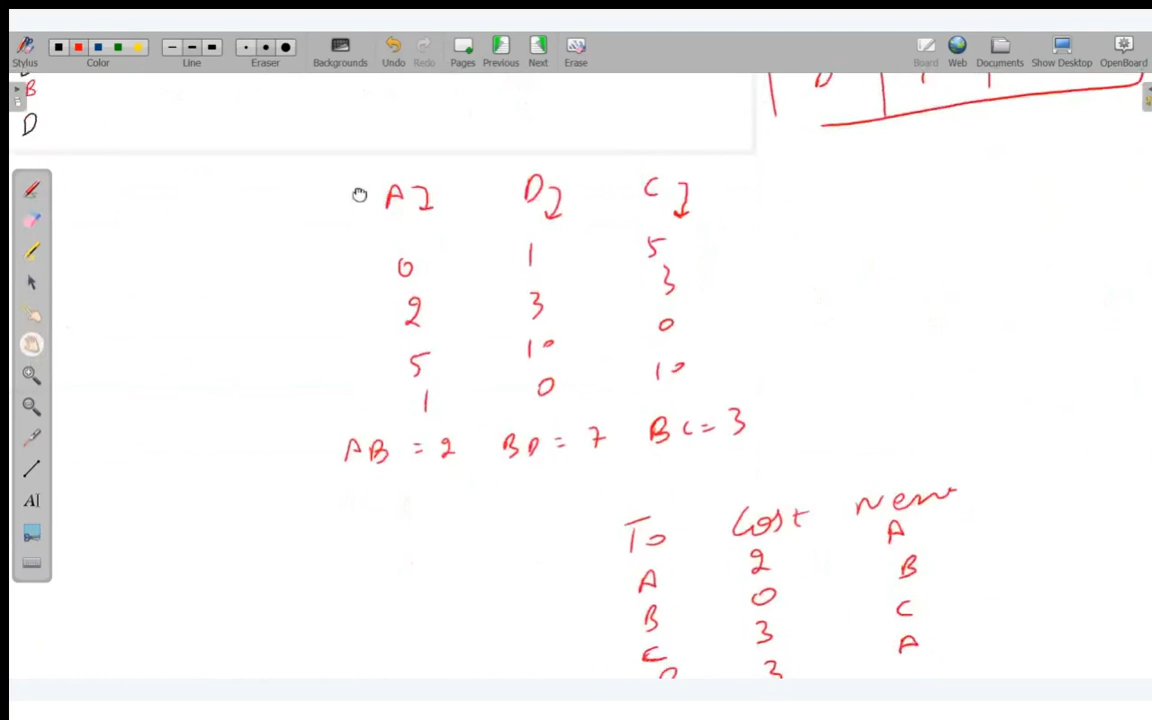 Stylus Color Line Eraser Backgrounds Undo Redo Pages Previous Next Erase Board Web Documents Show Desktop OpenBoard
B
D
A D C
0 1 5
2 3 3
5 10 0
1 0 10
AB = 2 BD = 7 BC = 3
To Cost
A 2 A
B 0 B
C 3 C
3 A